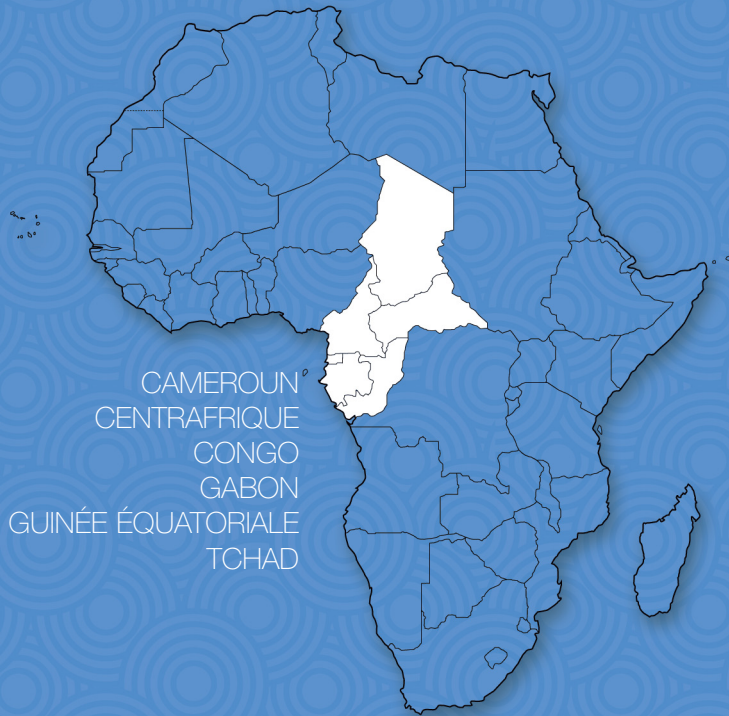 CAMEROUN
CENTRAFRIQUE
CONGO
GABON
GUINÉE ÉQUATORIALE
TCHAD